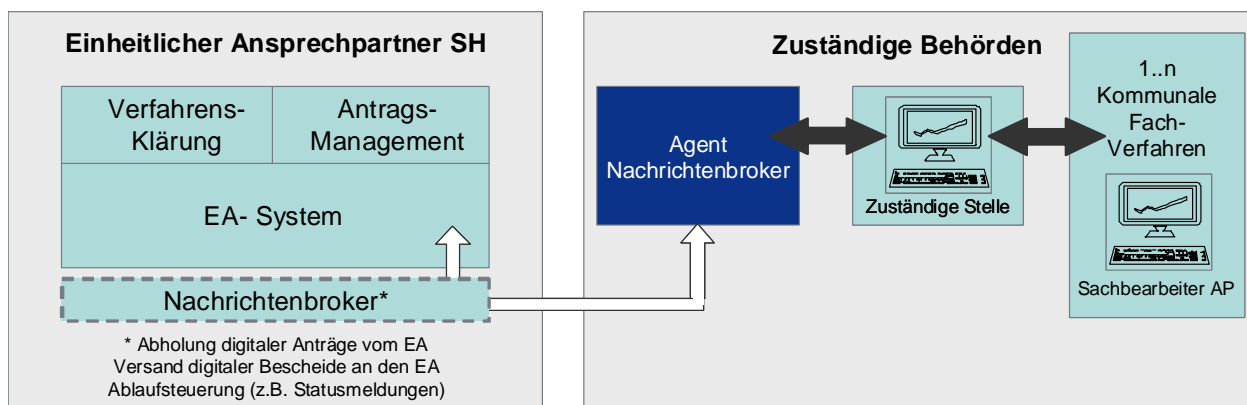 Einheitlicher Ansprechpartner SH
Verfahrens-
Klärung
Antrags-
Management
EA- System
Nachrichtenbroker*
* Abholung digitaler Anträge vom EA
Versand digitaler Bescheide an den EA
Ablaufsteuerung (z.B. Statusmeldungen)
Zuständige Behörden
Agent
Nachrichtenbroker
Zuständige Stelle
1..n
Kommunale
Fach-
Verfahren
Sachbearbeiter AP